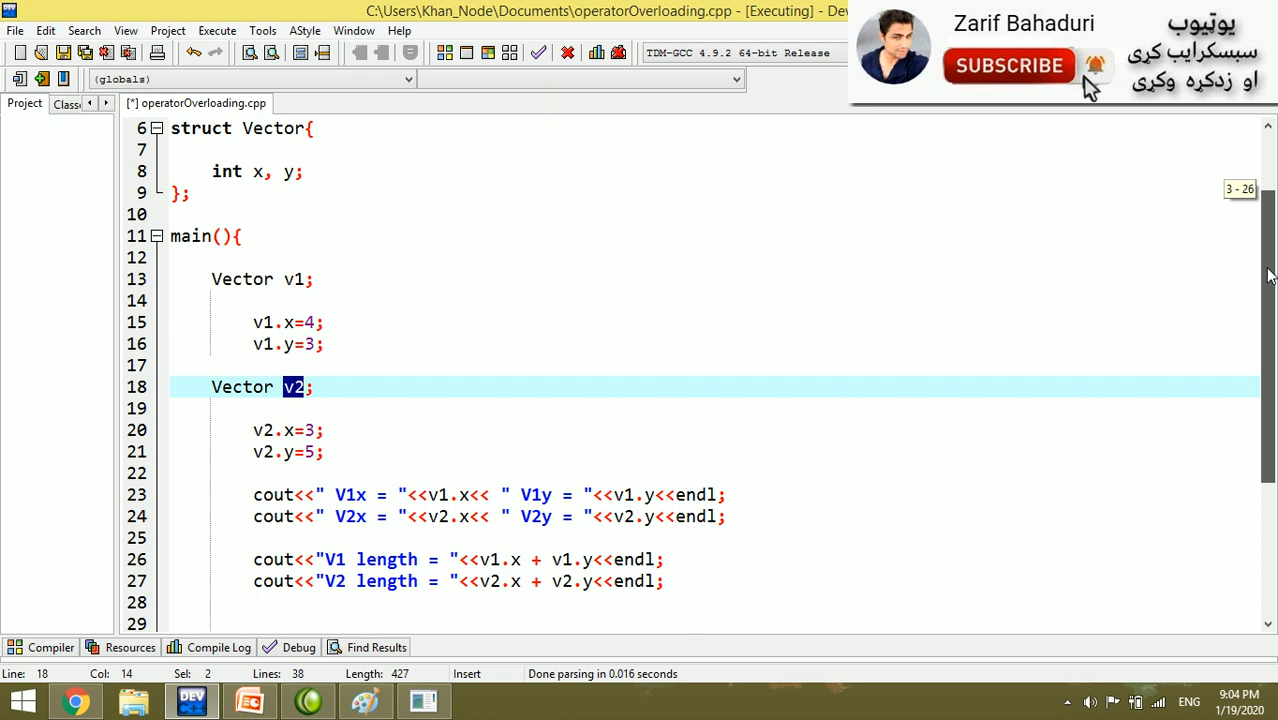 C:\Users\Khan_Node\Documents\operatorOverloading.cpp - [Executing] - Dev
File Edit Search View Project Execute Tools AStyle Window Help
TDM-GCC 4.9.2 64-bit Release
(globals)
Zarif Bahaduri
SUBSCRIBE
یوټیوب
سبسکرایب کړی
او زدکړه وکړی
Project Classe [*] operatorOverloading.cpp
6 struct Vector{
7
8 int x, y;
9 };
10
11 main(){
12
13 Vector v1;
14
15 v1.x=4;
16 v1.y=3;
17
18 Vector v2;
19
20 v2.x=3;
21 v2.y=5;
22
23 cout<<" V1x = "<<v1.x<< " V1y = "<<v1.y<<endl;
24 cout<<" V2x = "<<v2.x<< " V2y = "<<v2.y<<endl;
25
26 cout<<"V1 length = "<<v1.x + v1.y<<endl;
27 cout<<"V2 length = "<<v2.x + v2.y<<endl;
28
29
3 - 26
Compiler Resources Compile Log Debug Find Results
Line: 18 Col: 14 Sel: 2 Lines: 38 Length: 427 Insert Done parsing in 0.016 seconds
DEV
ENG
9:04 PM
1/19/2020